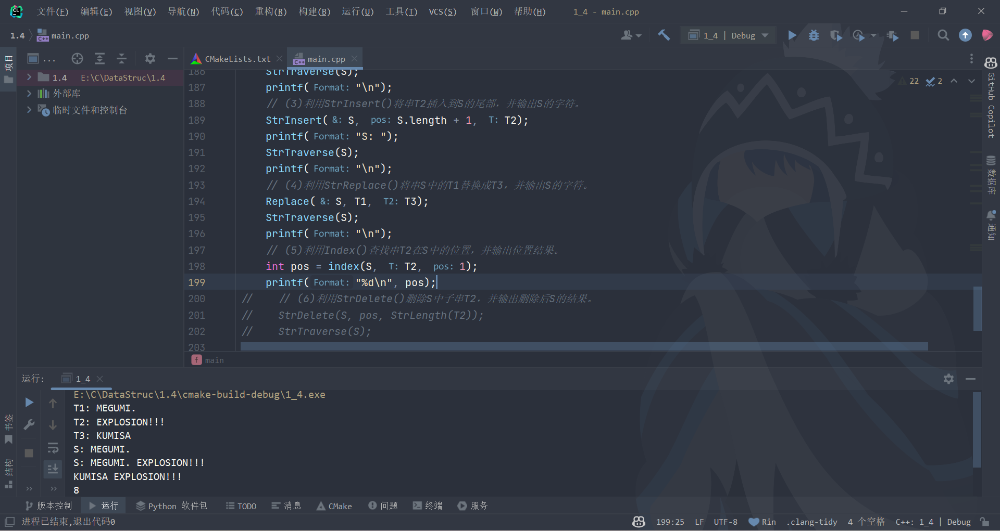 文件(F) 编辑(E) 视图(V) 导航(N) 代码(C) 重构(R) 构建(B) 运行(U) 工具(T) VCS(S) 窗口(W) 帮助(H) 1_4 - main.cpp
1.4 main.cpp 1_4 | Debug
项目
... CMakeLists.txt main.cpp
1.4 E:\C\DataStruc\1.4
外部库
临时文件和控制台
22 2
186 StrTraverse(S);
187 printf( Format: "\n");
188 // (3)利用StrInsert()将串T2插入到S的尾部，并输出S的字符。
189 StrInsert( &: S, pos: S.length + 1, T: T2);
190 printf( Format: "S: ");
191 StrTraverse(S);
192 printf( Format: "\n");
193 // (4)利用StrReplace()将串S中的T1替换成T3，并输出S的字符。
194 Replace( &: S, T1, T2: T3);
195 StrTraverse(S);
196 printf( Format: "\n");
197 // (5)利用Index()查找串T2在S中的位置，并输出位置结果。
198 int pos = index(S, T: T2, pos: 1);
199 printf( Format: "%d\n", pos);
200 // // (6)利用StrDelete()删除S中子串T2，并输出删除后S的结果。
201 // StrDelete(S, pos, StrLength(T2));
202 // StrTraverse(S);
203
f main
GitHub Copilot
数据库
通知
运行: 1_4
E:\C\DataStruc\1.4\cmake-build-debug\1_4.exe
T1: MEGUMI.
T2: EXPLOSION!!!
T3: KUMISA
S: MEGUMI.
S: MEGUMI. EXPLOSION!!!
KUMISA EXPLOSION!!!
8
书签
结构
版本控制 运行 Python 软件包 TODO 消息 CMake 问题 终端 服务
进程已结束,退出代码0 199:25 LF UTF-8 Rin .clang-tidy 4 个空格 C++: 1_4 | Debug